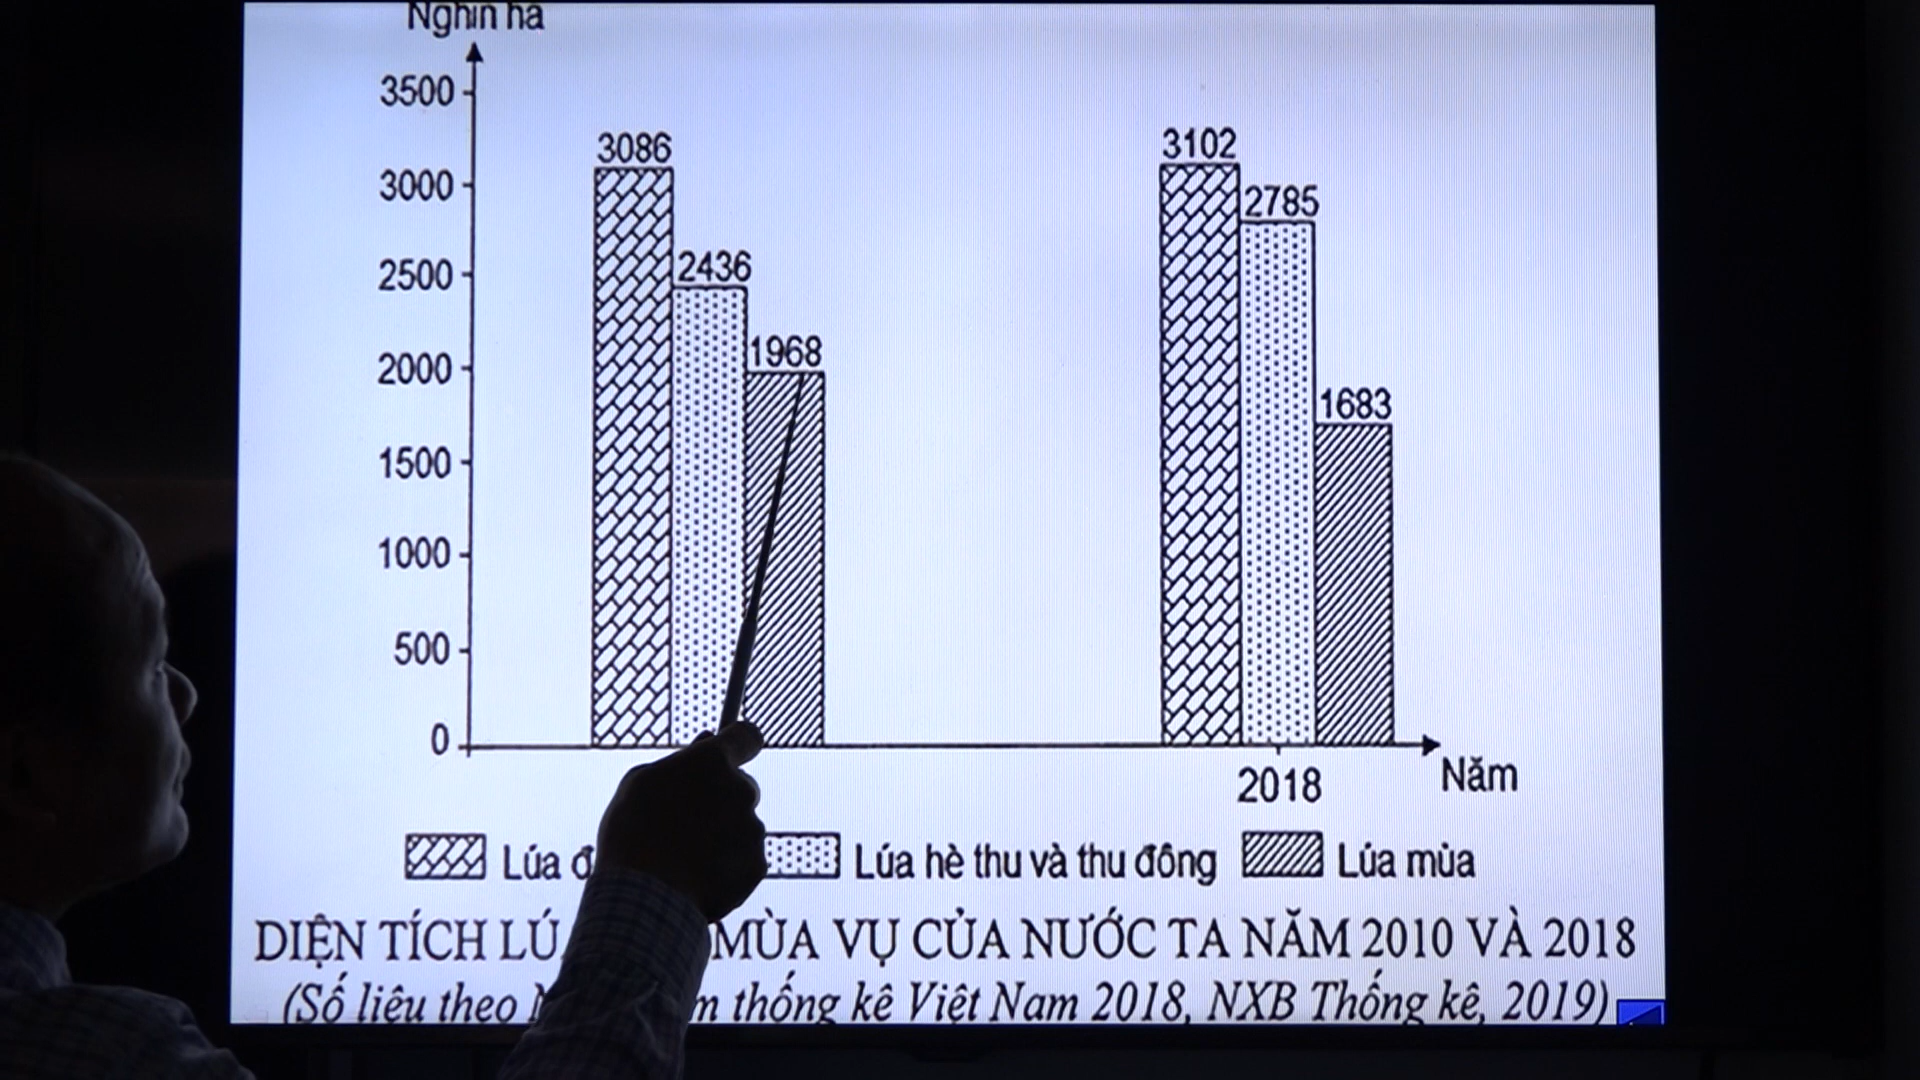 Nghìn ha
3500
3000
2500
2000
1500
1000
500
0
3086
2436
1968
3102
2785
1683
2018
Năm
Lúa
Lúa hè thu và thu đông
Lúa mùa
DIỆN TÍCH MÙA VỤ CỦA NƯỚC TA NĂM 2010 VÀ 2018
(Số liệu theo thống kê Việt Nam 2018, NXB Thống kê, 2019)